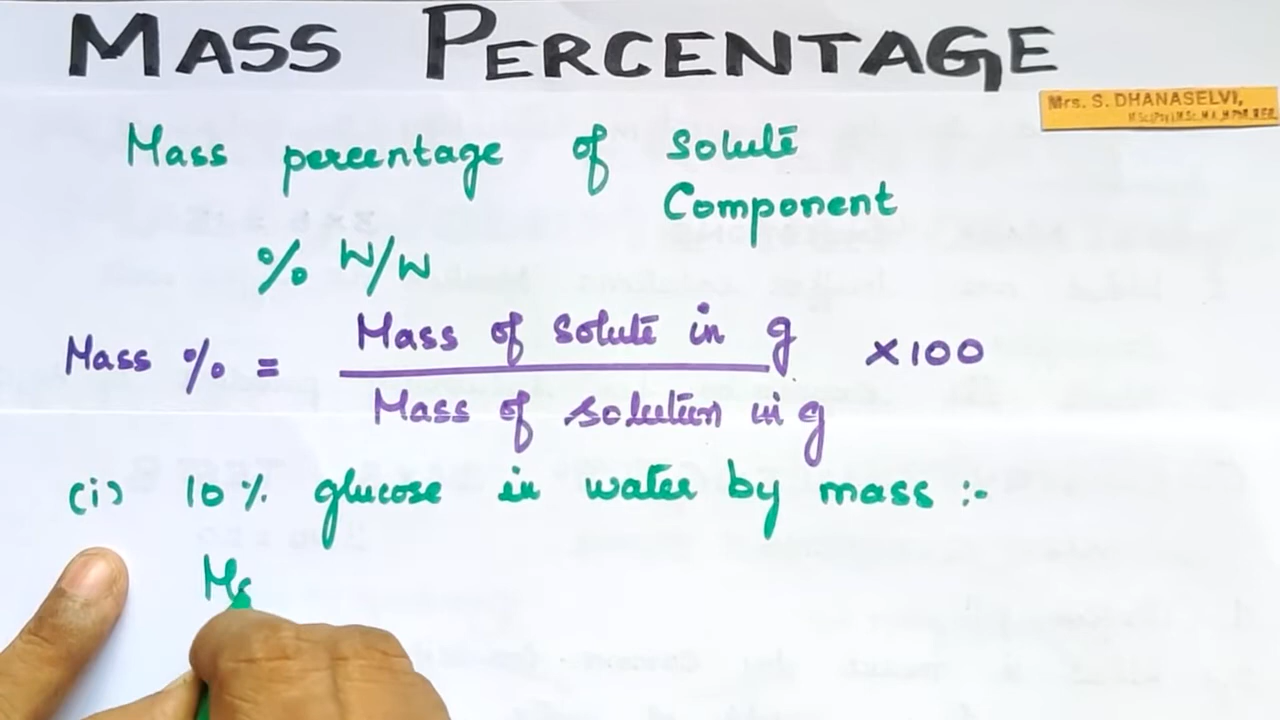 MASS PERCENTAGE
Mrs. S. DHANASELVI,
Mass percentage of Solute
Component
% W/W
Mass % = Mass of solute in g ×100
Mass of solution in g
(i) 10% glucose in water by mass :-